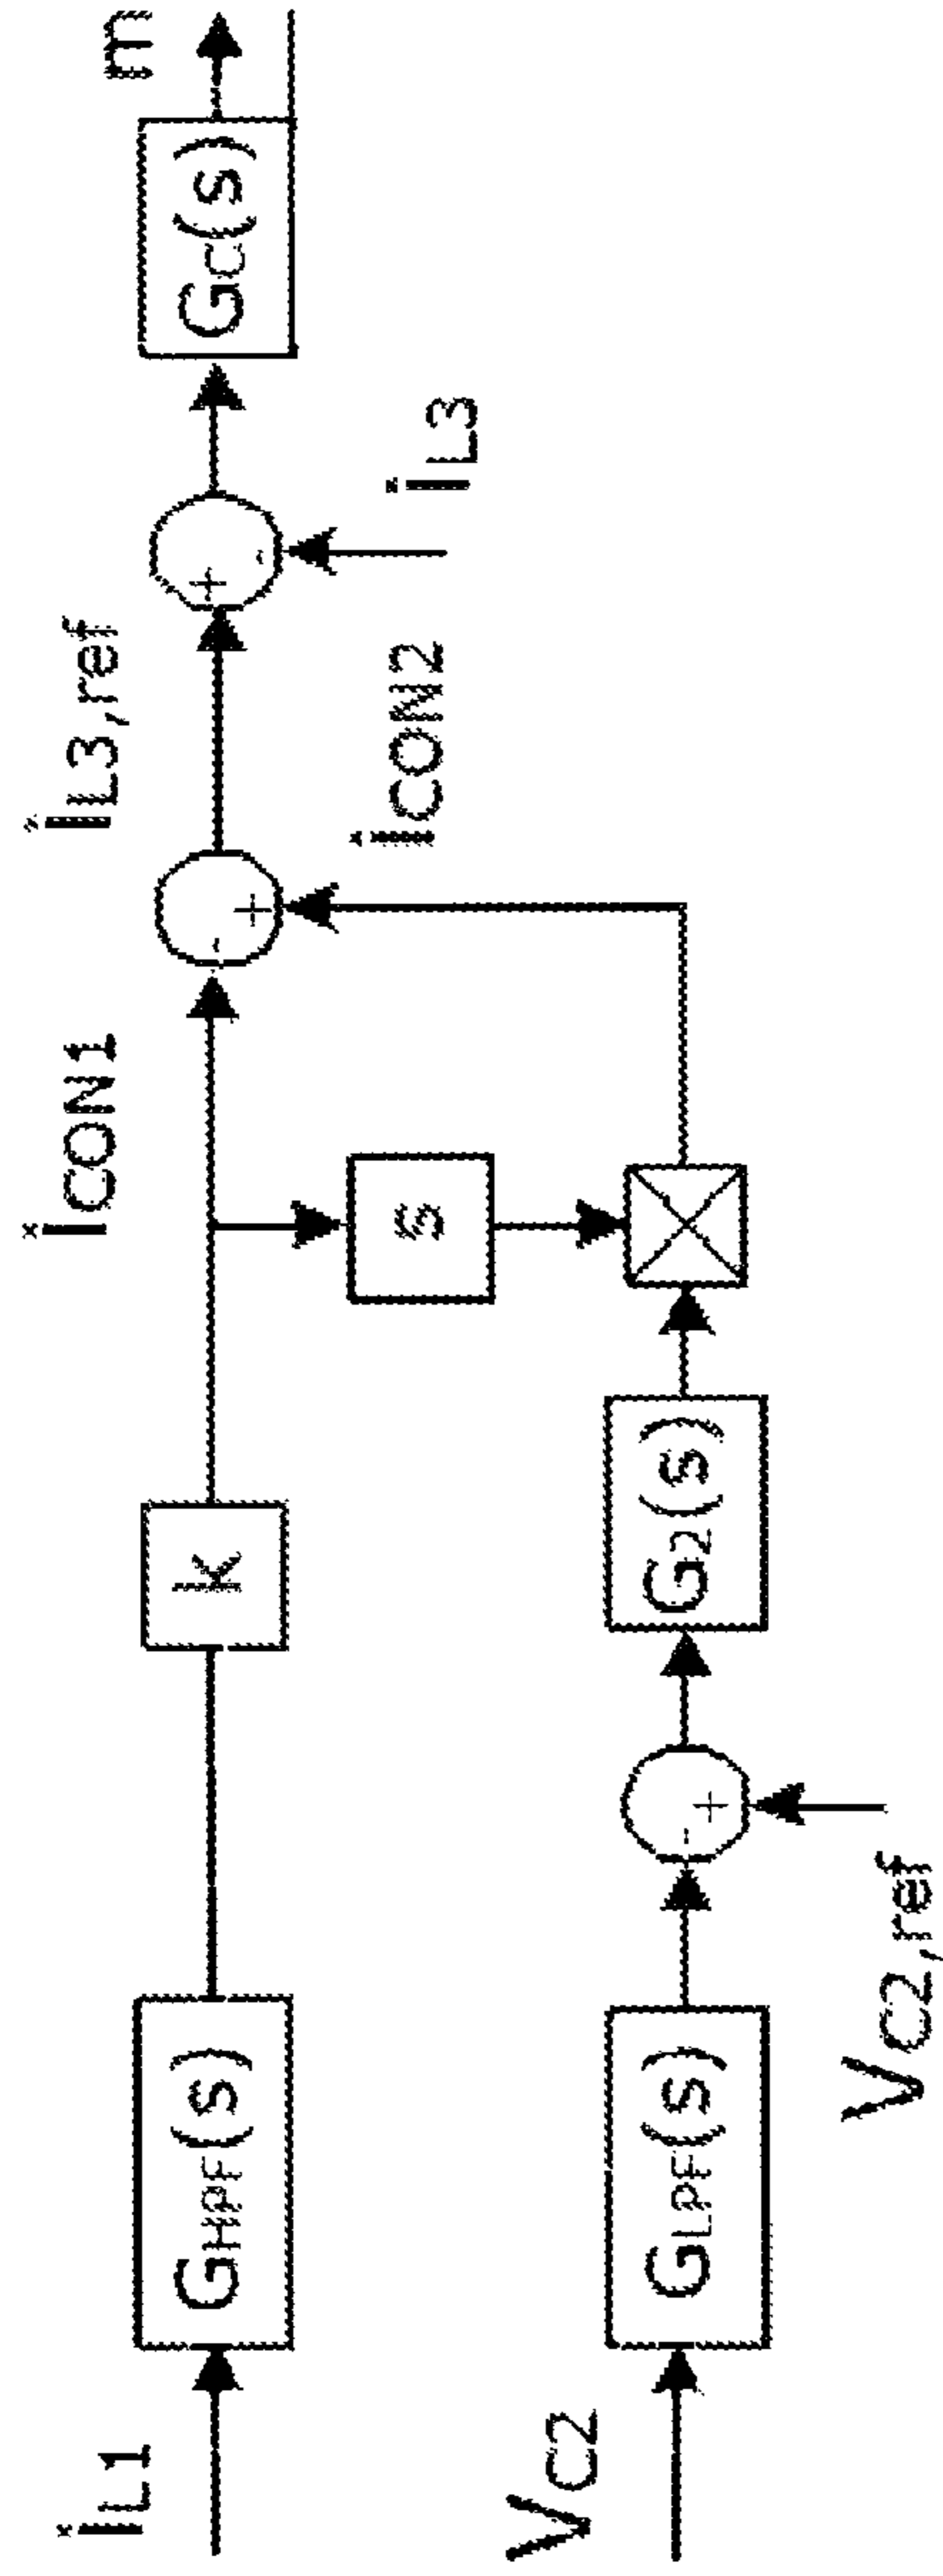 iL1
GHPF(s)
k
iCON1
-
+
iL3,ref
+
-
GC(s)
m
s
iCON2
iL3
VC2
GLPF(s)
-
+
G2(s)
VC2,ref